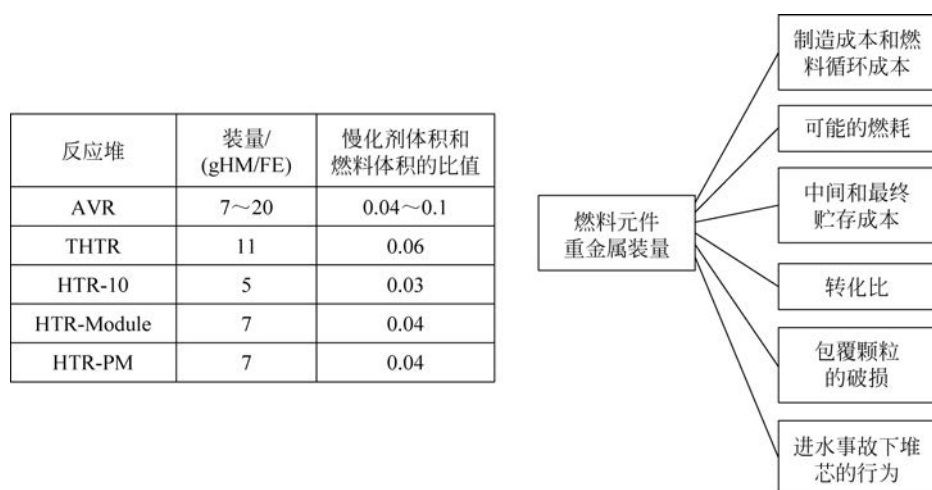 反应堆
装量/
(gHM/FE)
慢化剂体积和
燃料体积的比值
AVR
7～20
0.04～0.1
THTR
11
0.06
HTR-10
5
0.03
HTR-Module
7
0.04
HTR-PM
7
0.04
燃料元件
重金属装量
制造成本和燃
料循环成本
可能的燃耗
中间和最终
贮存成本
转化比
包覆颗粒
的破损
进水事故下堆
芯的行为